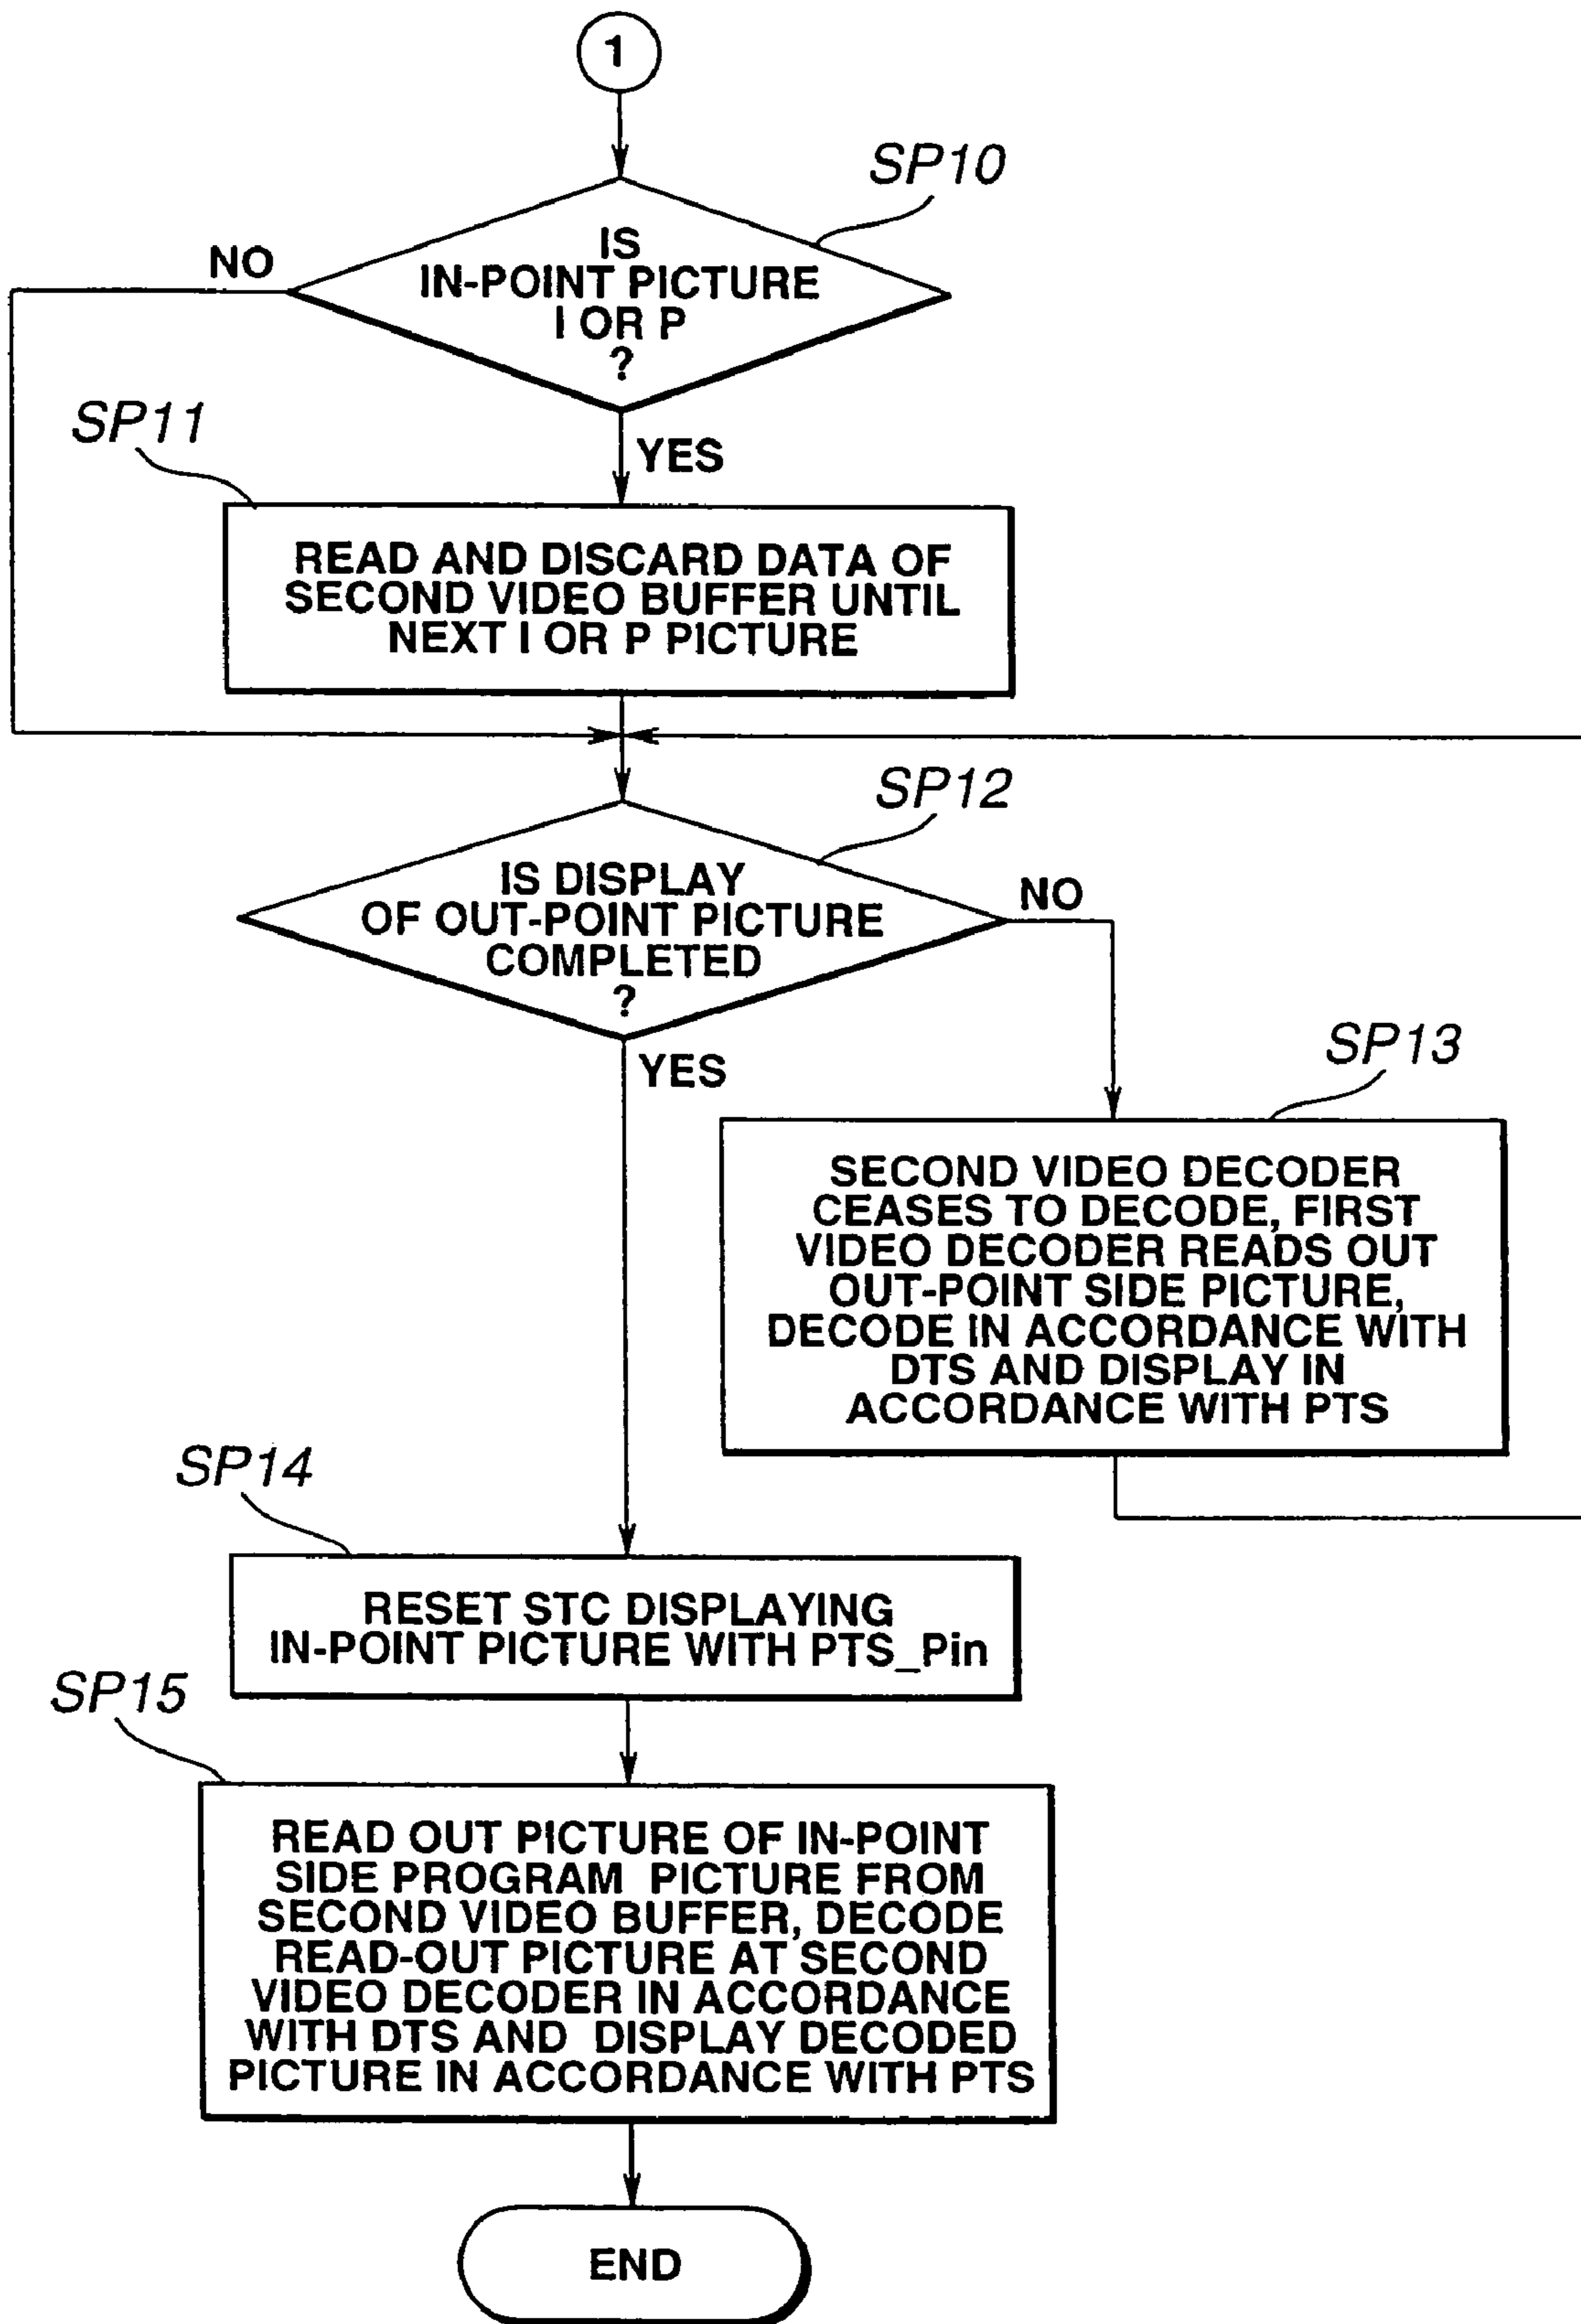 1
SP10
IS
IN-POINT PICTURE
I OR P
?
NO
YES
SP11
READ AND DISCARD DATA OF
SECOND VIDEO BUFFER UNTIL
NEXT I OR P PICTURE
SP12
IS DISPLAY
OF OUT-POINT PICTURE
COMPLETED
?
NO
YES
SP13
SECOND VIDEO DECODER
CEASES TO DECODE, FIRST
VIDEO DECODER READS OUT
OUT-POINT SIDE PICTURE,
DECODE IN ACCORDANCE WITH
DTS AND DISPLAY IN
ACCORDANCE WITH PTS
SP14
RESET STC DISPLAYING
IN-POINT PICTURE WITH PTS_Pin
SP15
READ OUT PICTURE OF IN-POINT
SIDE PROGRAM PICTURE FROM
SECOND VIDEO BUFFER, DECODE
READ-OUT PICTURE AT SECOND
VIDEO DECODER IN ACCORDANCE
WITH DTS AND DISPLAY DECODED
PICTURE IN ACCORDANCE WITH PTS
END